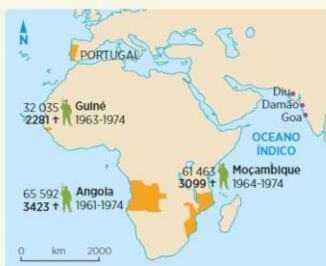 N
PORTUGAL
32 035
2281 † Guiné
1963-1974
Diu
Damão
Goa
OCEANO
ÍNDICO
61 463
3099 † Moçambique
1964-1974
65 592
3423 † Angola
1961-1974
0 km 2000